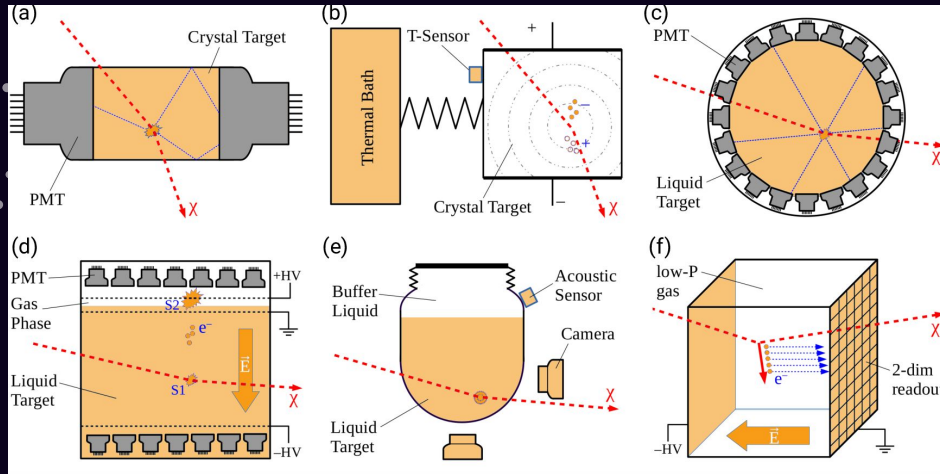 (a)
Crystal Target
PMT
χ
(b)
T-Sensor
+
Thermal Bath
−
+
Crystal Target
−
χ
(c)
PMT
Liquid
Target
χ
(d)
PMT
+HV
Gas
Phase
S2
e⁻
E⃗
S1
Liquid
Target
χ
−HV
(e)
Buffer
Liquid
Acoustic
Sensor
Camera
χ
Liquid
Target
(f)
low-P
gas
χ
e⁻
2-dim
readout
−HV
E⃗